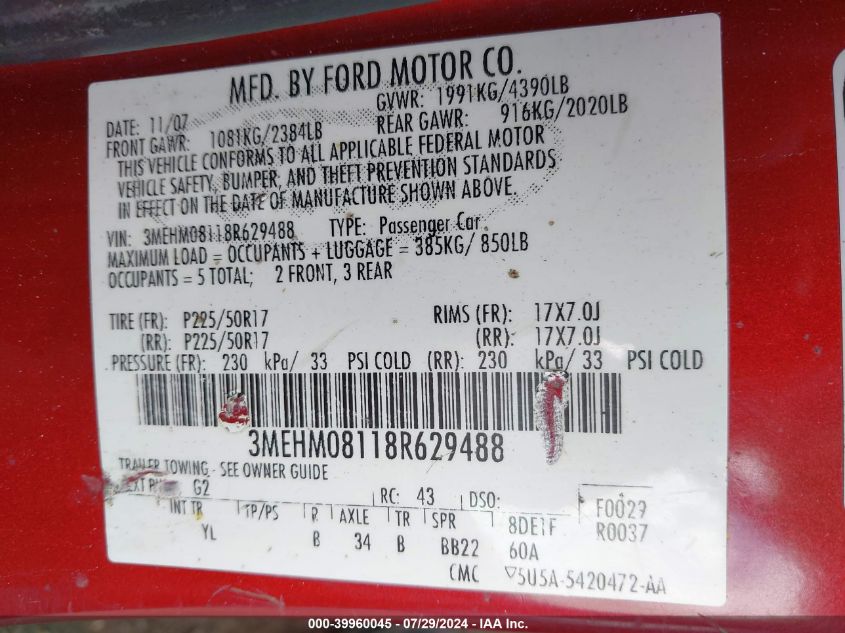 MFD. BY FORD MOTOR CO.
DATE: 11/07 GVWR: 1991KG/4390LB
FRONT GAWR: 1081KG/2384LB REAR GAWR: 916KG/2020LB
THIS VEHICLE CONFORMS TO ALL APPLICABLE FEDERAL MOTOR
VEHICLE SAFETY, BUMPER, AND THEFT PREVENTION STANDARDS
IN EFFECT ON THE DATE OF MANUFACTURE SHOWN ABOVE.
VIN: 3MEHM08118R629488 TYPE: Passenger Car
MAXIMUM LOAD = OCCUPANTS + LUGGAGE = 385KG/ 850LB
OCCUPANTS = 5 TOTAL; 2 FRONT, 3 REAR
TIRE (FR): P225/50R17 RIMS (FR): 17X7.0J
(RR): P225/50R17 (RR): 17X7.0J
PRESSURE (FR): 230 kPa/ 33 PSI COLD (RR): 230 kPa/ 33 PSI COLD
3MEHM08118R629488
TRAILER TOWING - SEE OWNER GUIDE
EXT G2 RC: 43 DSO: F0029
INT TR TP/PS R AXLE TR SPR 8DE1F R0037
YL B 34 B BB22 60A
CMC ▽5U5A-5420472-AA
000-39960045 / 07/29/2024 - IAA Inc.